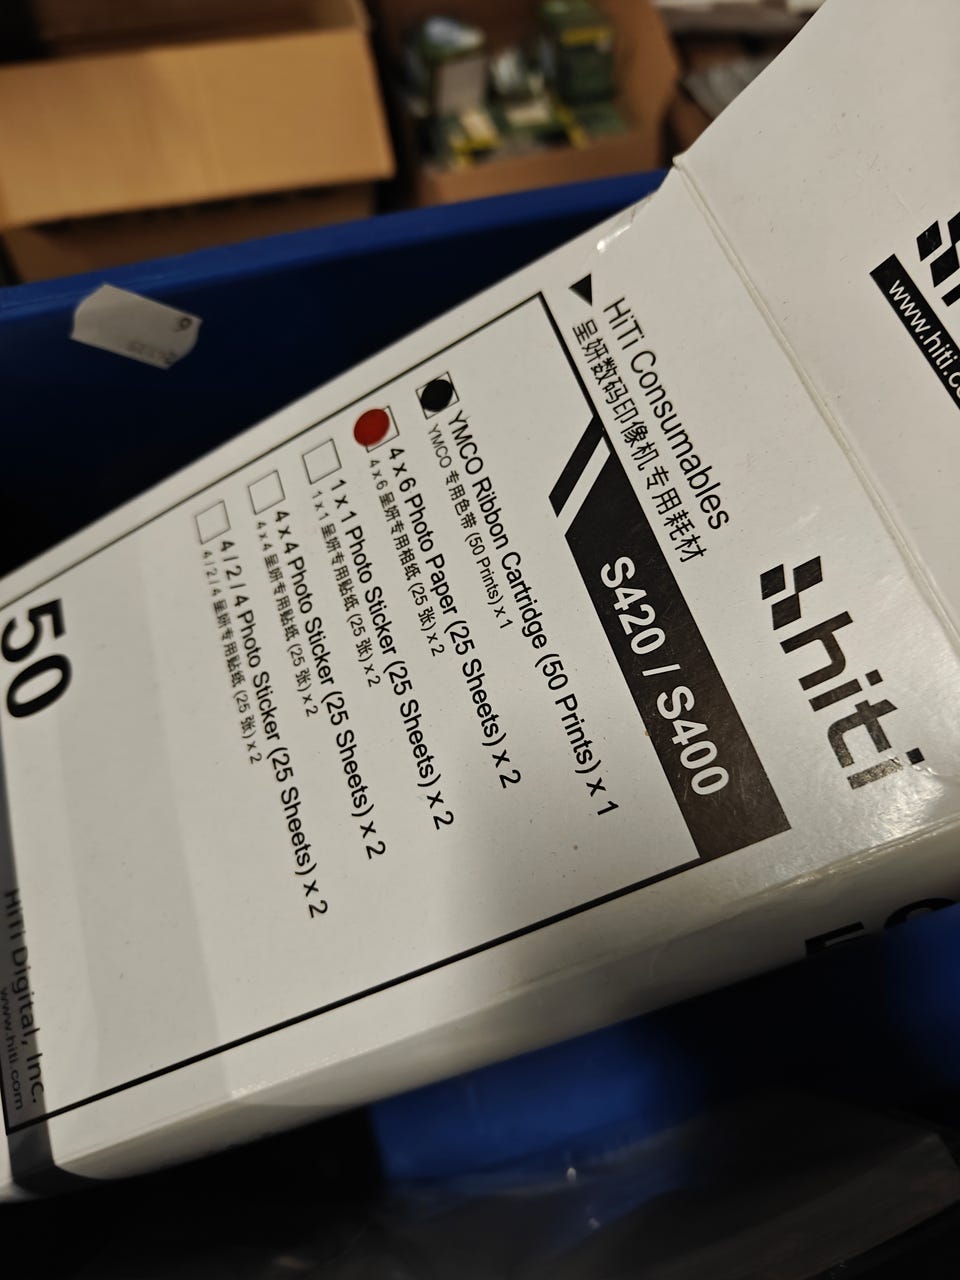 hiti
www.hiti.c
HiTi Consumables
呈妍数码印像机专用耗材
S420 / S400
YMCO Ribbon Cartridge (50 Prints) x 1
YMCO 专用色带 (50 Prints) x 1
4 x 6 Photo Paper (25 Sheets) x 2
4 x 6 呈妍专用相纸 (25 张) x 2
1 x 1 Photo Sticker (25 Sheets) x 2
1 x 1 呈妍专用贴纸 (25 张) x 2
4 x 4 Photo Sticker (25 Sheets) x 2
4 x 4 呈妍专用贴纸 (25 张) x 2
4 / 2 / 4 Photo Sticker (25 Sheets) x 2
4 / 2 / 4 呈妍专用贴纸 (25 张) x 2
50
HiTi Digital, Inc.
www.hiti.com